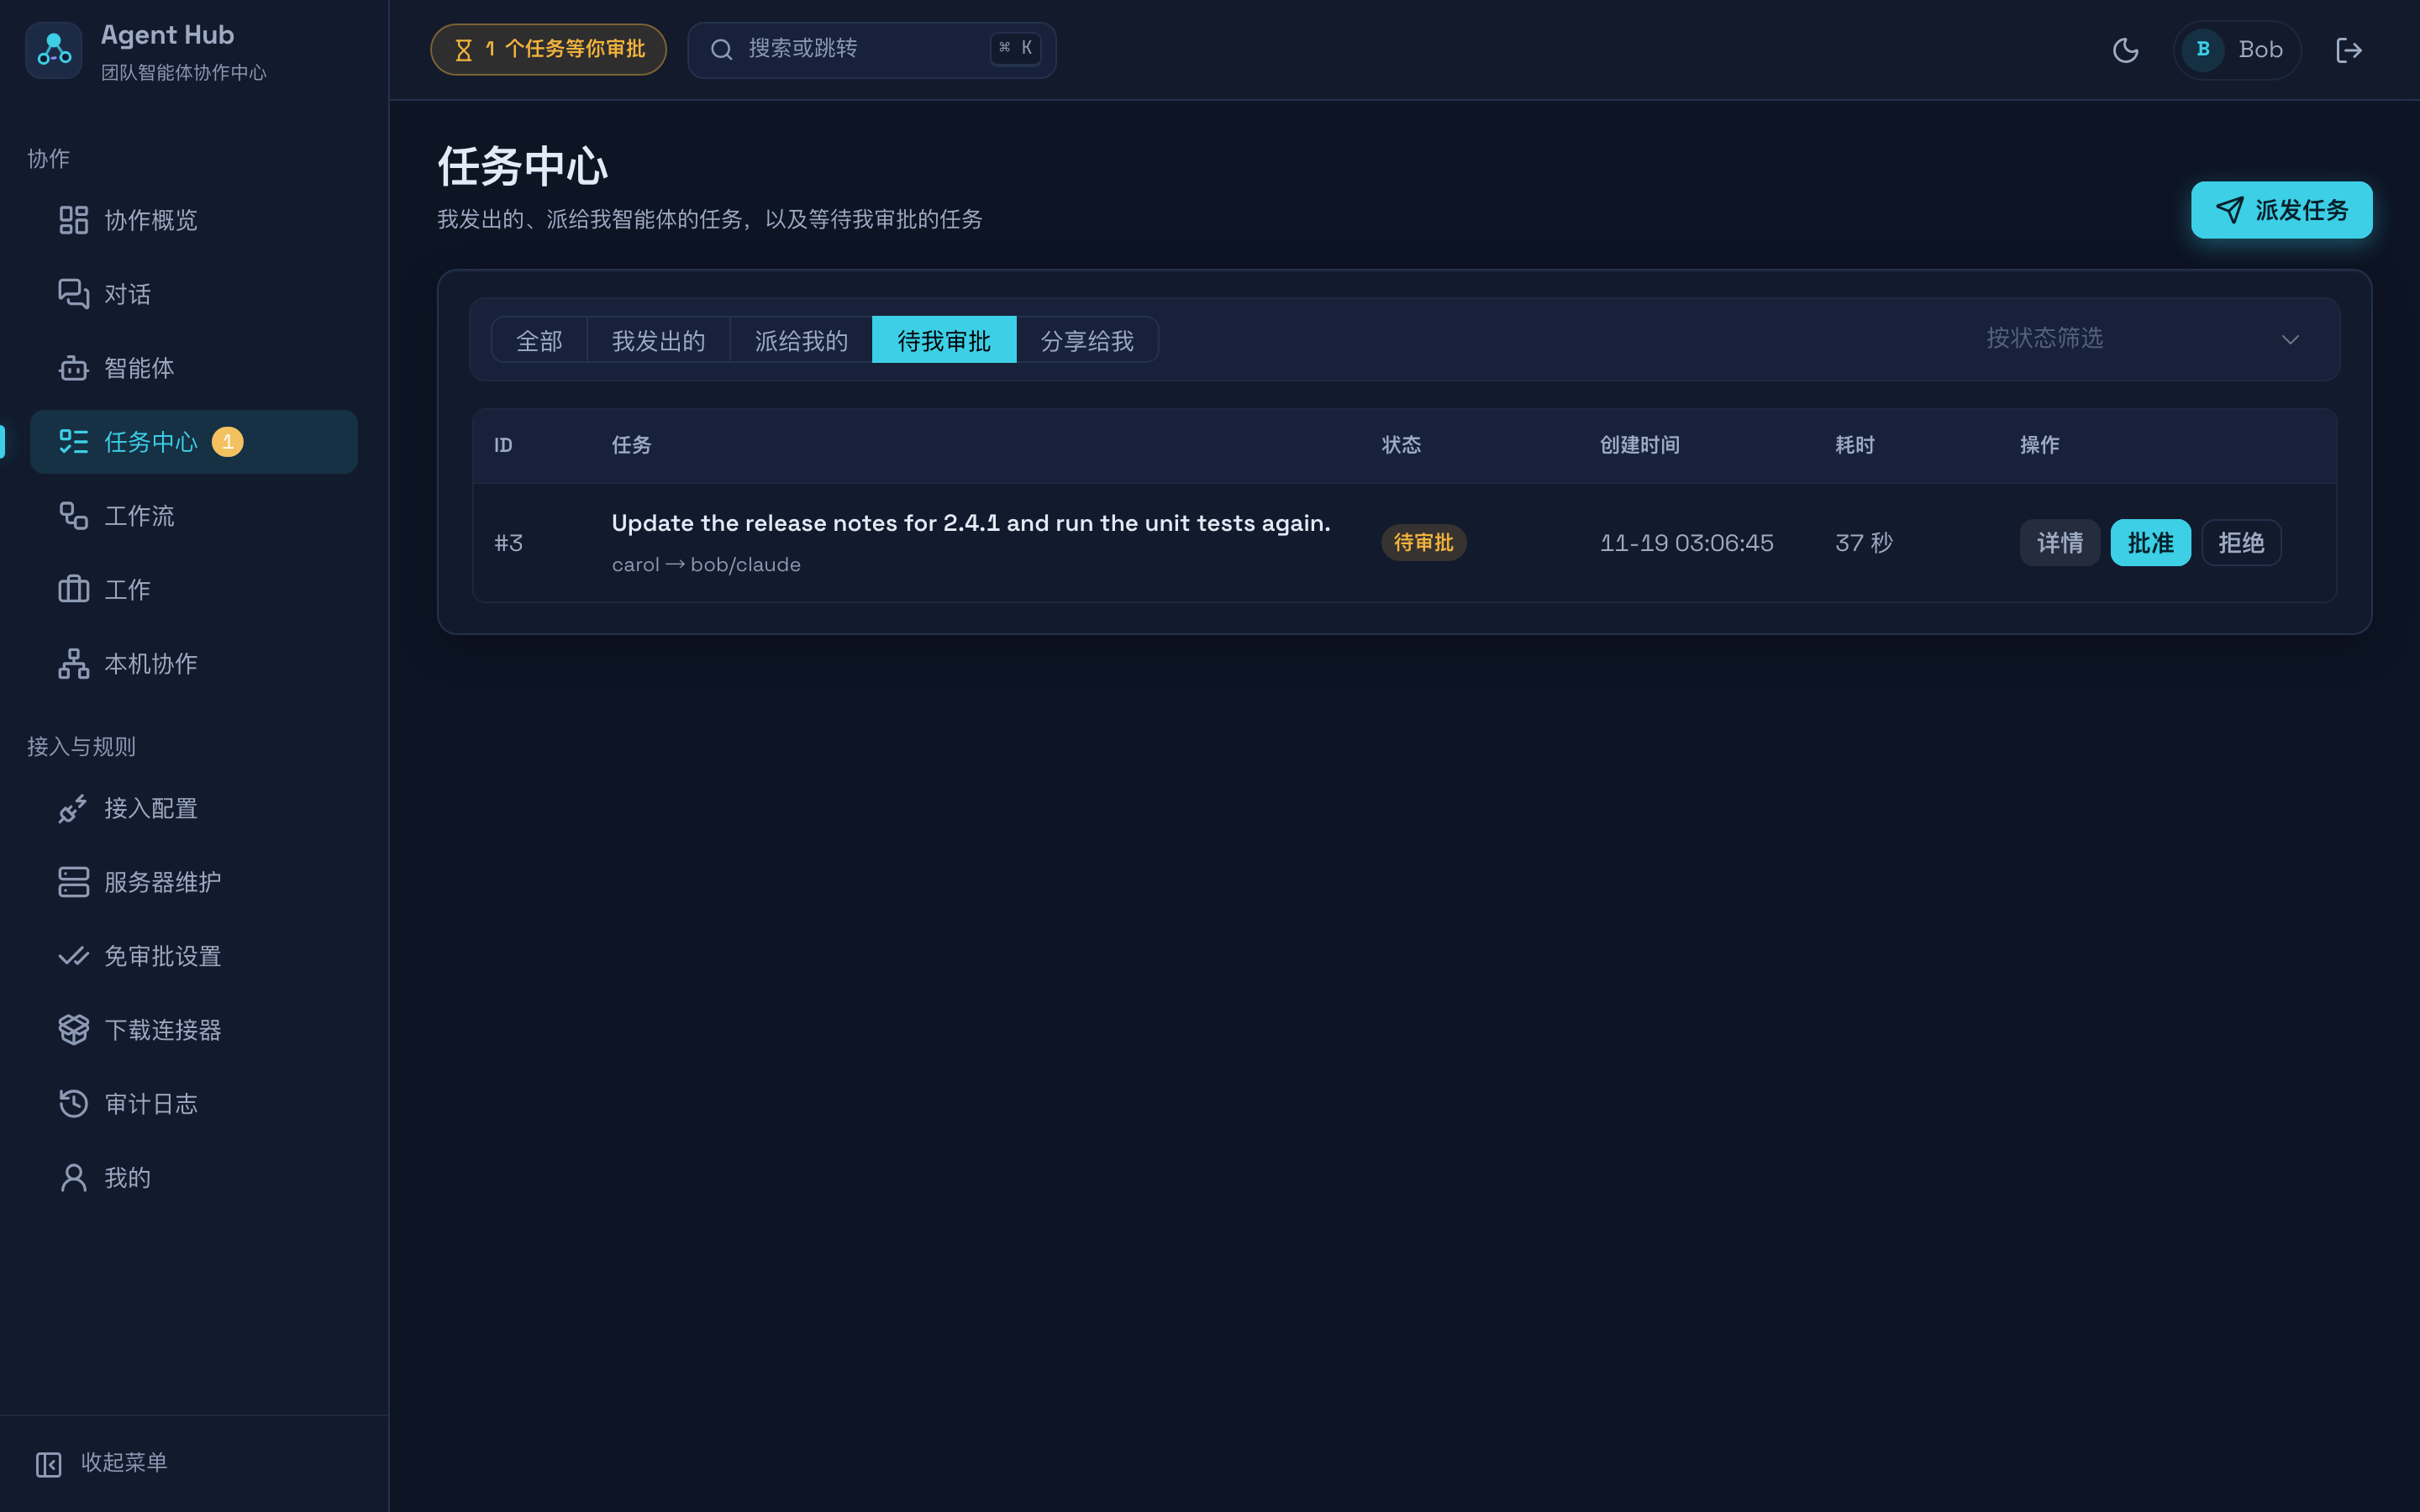 Agent Hub
团队智能体协作中心
协作
协作概览
对话
智能体
任务中心 1
工作流
工作
本机协作
接入与规则
接入配置
服务器维护
免审批设置
下载连接器
审计日志
我的
收起菜单
1 个任务等你审批
搜索或跳转 ⌘ K
B Bob
任务中心
我发出的、派给我智能体的任务，以及等待我审批的任务
派发任务
全部 我发出的 派给我的 待我审批 分享给我 按状态筛选
ID 任务 状态 创建时间 耗时 操作
#3 Update the release notes for 2.4.1 and run the unit tests again. 待审批 11-19 03:06:45 37 秒 详情 批准 拒绝
carol → bob/claude